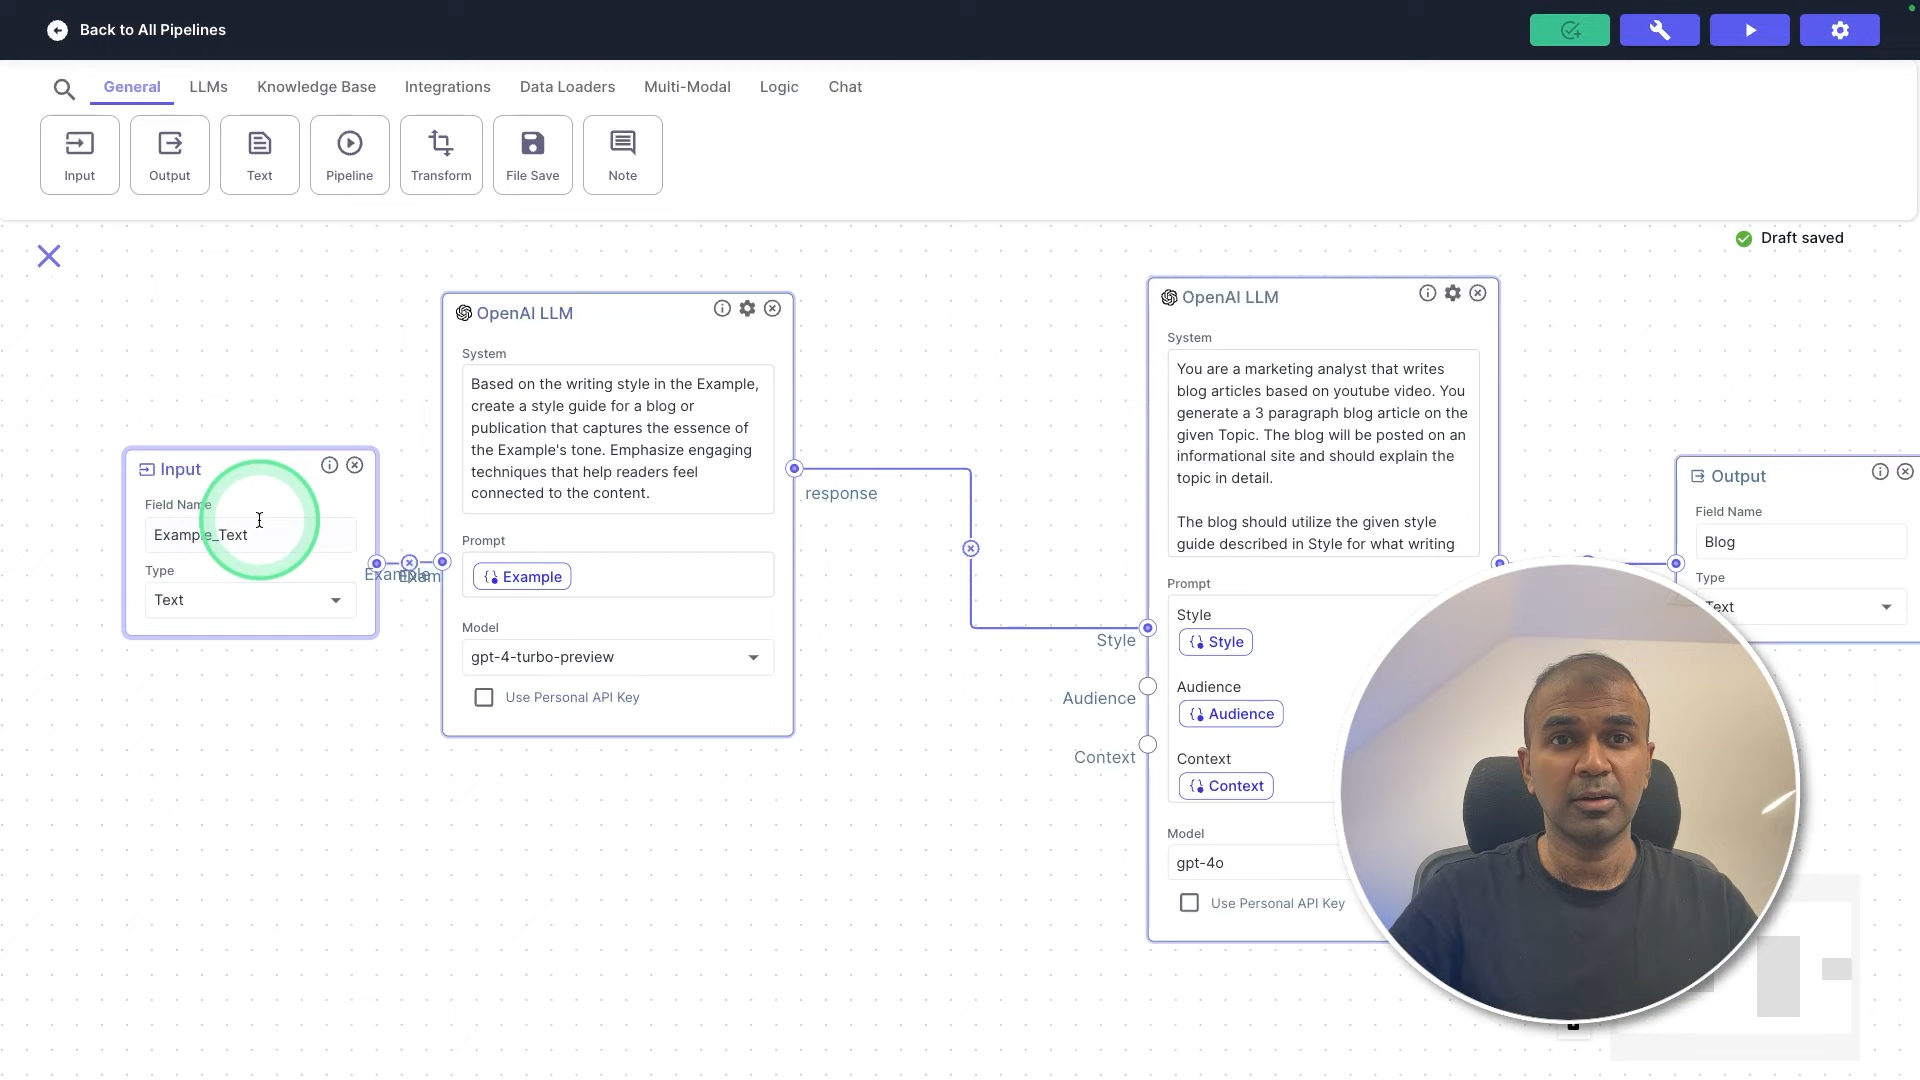 Back to All Pipelines
General LLMs Knowledge Base Integrations Data Loaders Multi-Modal Logic Chat
Input Output Text Pipeline Transform File Save Note
Draft saved
OpenAI LLM
System
Based on the writing style in the Example,
create a style guide for a blog or
publication that captures the essence of
the Example's tone. Emphasize engaging
techniques that help readers feel
connected to the content.
Prompt
Example
Model
gpt-4-turbo-preview
Use Personal API Key
Input
Field Name
Example_Text
Type
Text
Example
Exam
response
Style
Audience
Context
OpenAI LLM
System
You are a marketing analyst that writes
blog articles based on youtube video. You
generate a 3 paragraph blog article on the
given Topic. The blog will be posted on an
informational site and should explain the
topic in detail.
The blog should utilize the given style
guide described in Style for what writing
Prompt
Style
Style
Audience
Audience
Context
Context
Model
gpt-4o
Use Personal API Key
Output
Field Name
Blog
Type
Text